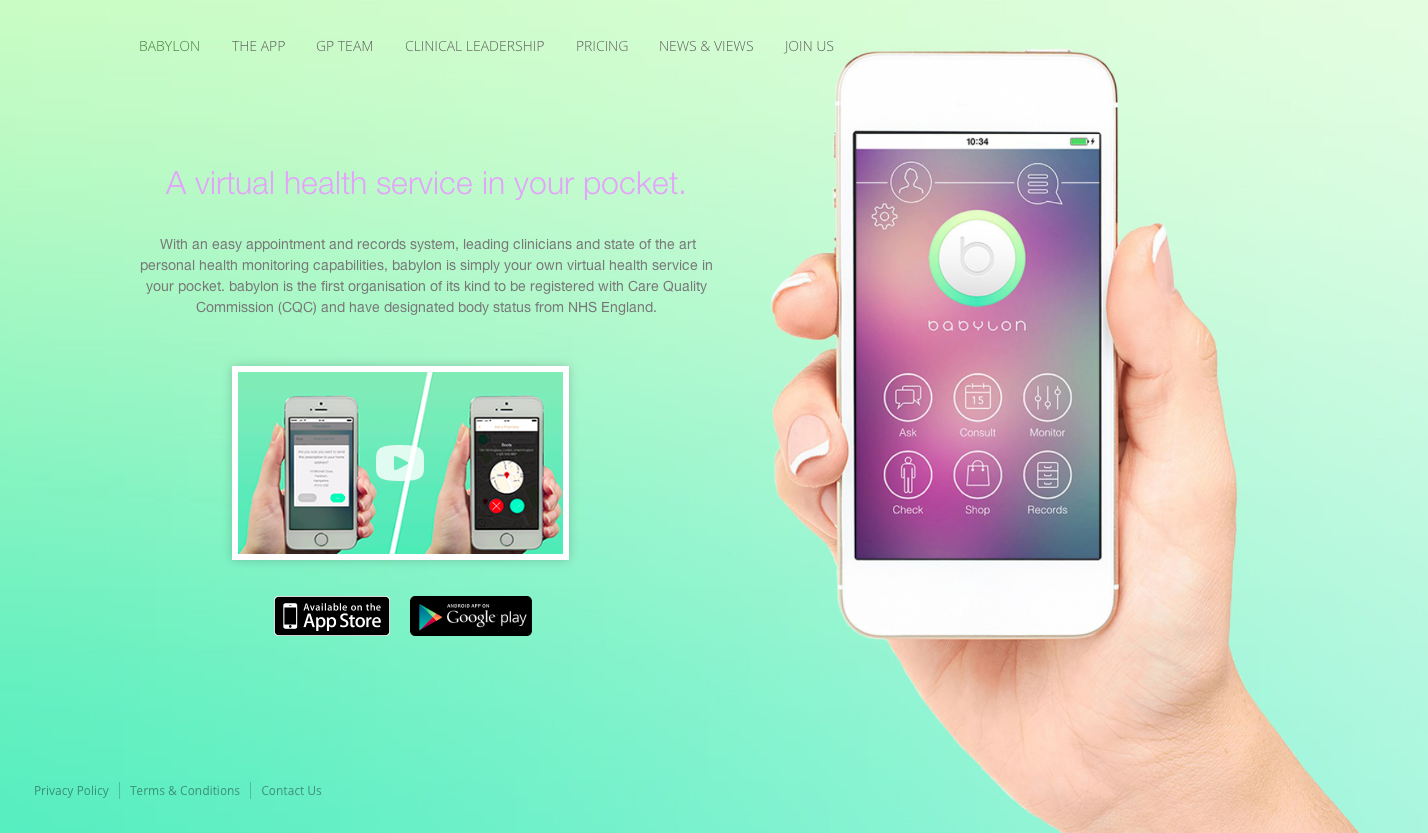 BABYLON THE APP GP TEAM CLINICAL LEADERSHIP PRICING NEWS & VIEWS JOIN US
A virtual health service in your pocket.
With an easy appointment and records system, leading clinicians and state of the art
personal health monitoring capabilities, babylon is simply your own virtual health service in
your pocket. babylon is the first organisation of its kind to be registered with Care Quality
Commission (CQC) and have designated body status from NHS England.
Available on the
App Store
ANDROID APP ON
Google play
10:34
b
babylon
15
Ask Consult Monitor
Check Shop Records
Privacy Policy Terms & Conditions Contact Us